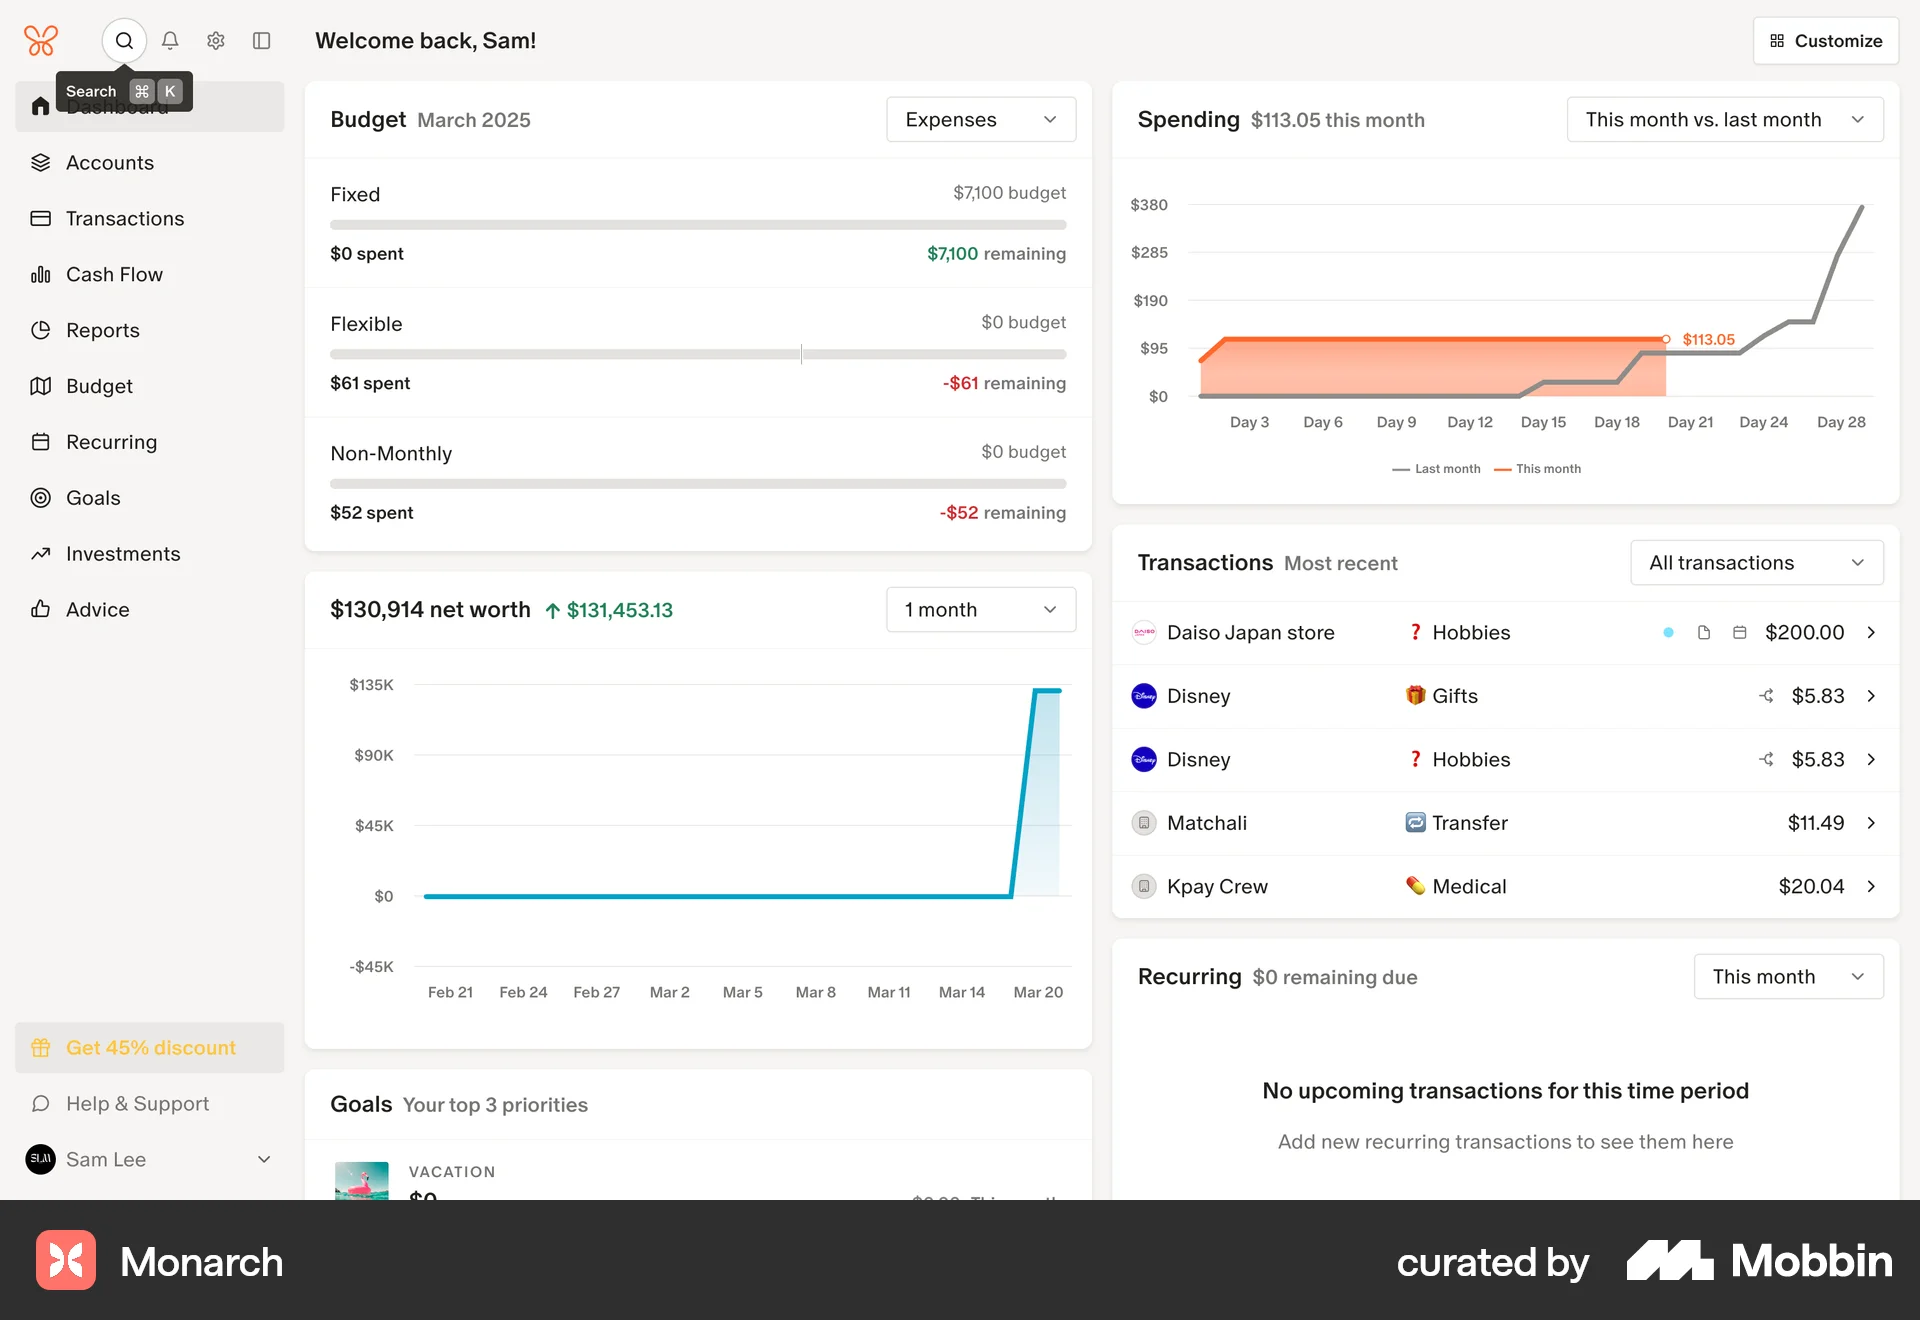 Welcome back, Sam!
Customize
Search ⌘ K
Dashboard
Accounts
Transactions
Cash Flow
Reports
Budget
Recurring
Goals
Investments
Advice
Get 45% discount
Help & Support
SLM
Sam Lee
Budget March 2025
Expenses
Fixed
$7,100 budget
$0 spent
$7,100 remaining
Flexible
$0 budget
$61 spent
-$61 remaining
Non-Monthly
$0 budget
$52 spent
-$52 remaining
$130,914 net worth ↑ $131,453.13
1 month
$135K
$90K
$45K
$0
-$45K
Feb 21 Feb 24 Feb 27 Mar 2 Mar 5 Mar 8 Mar 11 Mar 14 Mar 20
Goals Your top 3 priorities
VACATION
$0
Spending $113.05 this month
This month vs. last month
$380
$285
$190
$95
$0
$113.05
Day 3 Day 6 Day 9 Day 12 Day 15 Day 18 Day 21 Day 24 Day 28
Last month This month
Transactions Most recent
All transactions
DAISO
Daiso Japan store ❓ Hobbies $200.00
Disney
Disney 🎁 Gifts $5.83
Disney
Disney ❓ Hobbies $5.83
Matchali 🔁 Transfer $11.49
Kpay Crew 💊 Medical $20.04
Recurring $0 remaining due
This month
No upcoming transactions for this time period
Add new recurring transactions to see them here
Monarch
curated by Mobbin